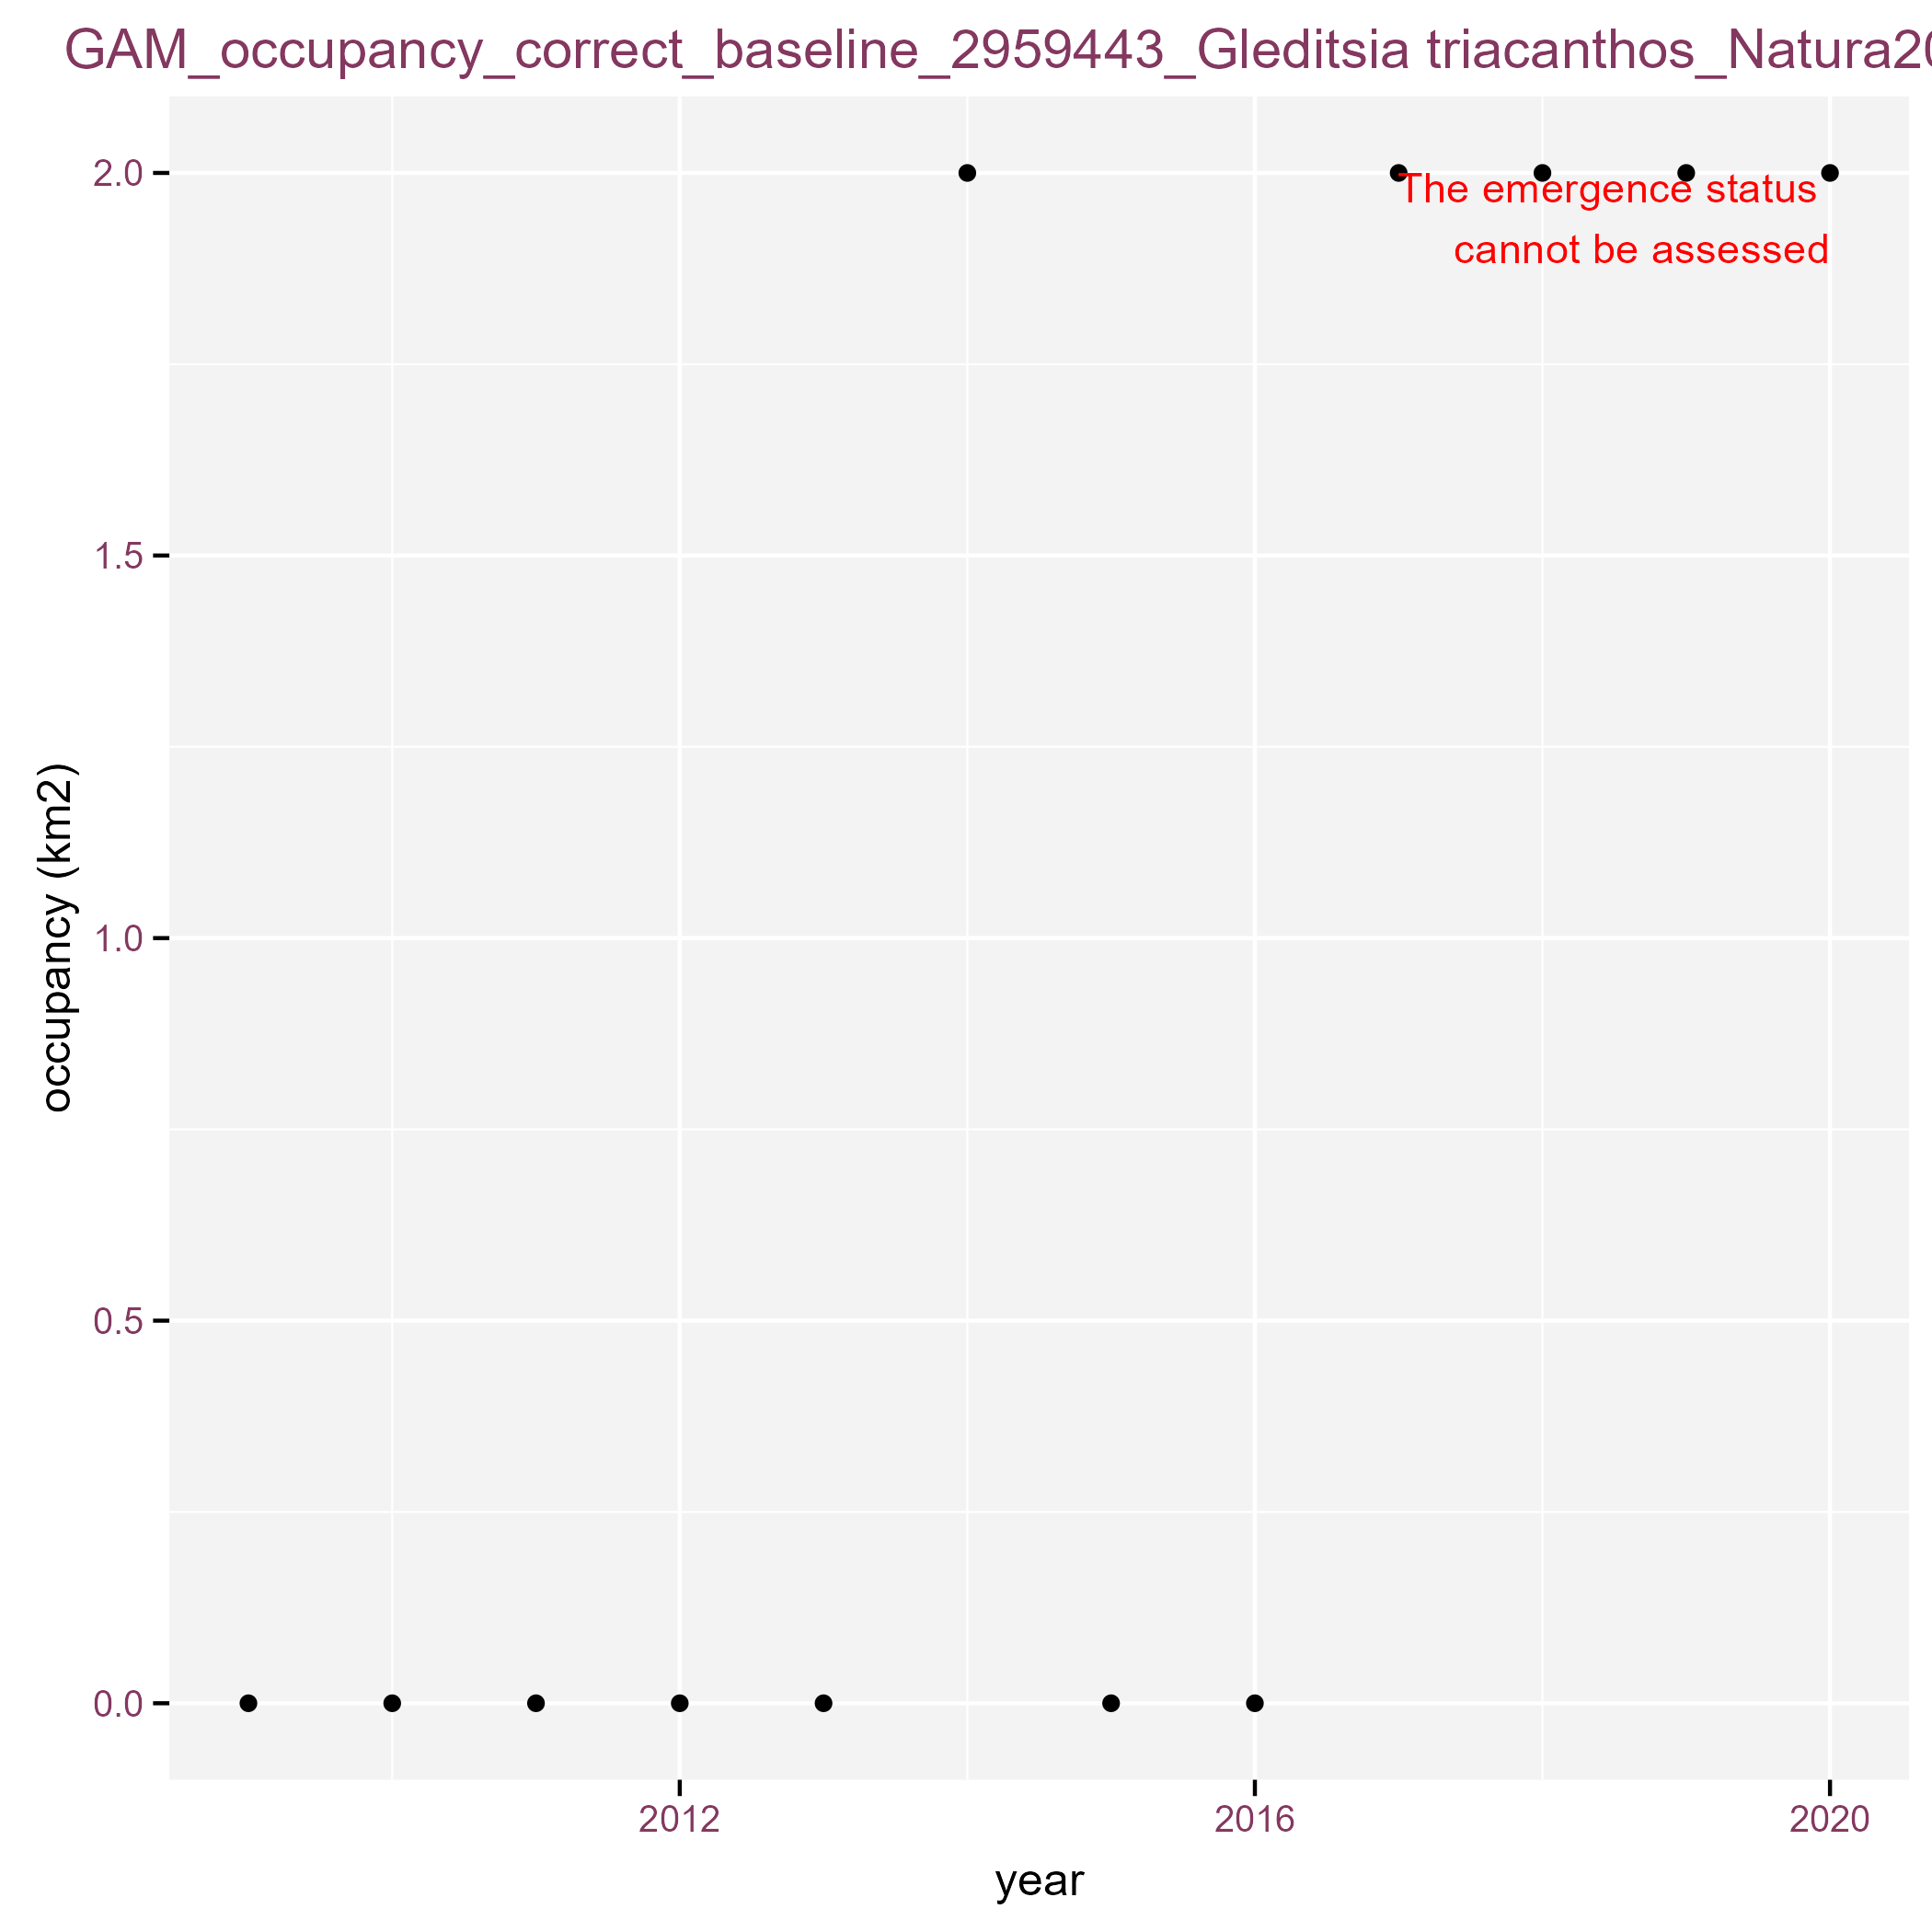 GAM_occupancy_correct_baseline_2959443_Gleditsia triacanthos_Natura20
2.0
The emergence status
cannot be assessed
1.5
1.0
0.5
0.0
occupancy (km2)
2012 2016 2020
year